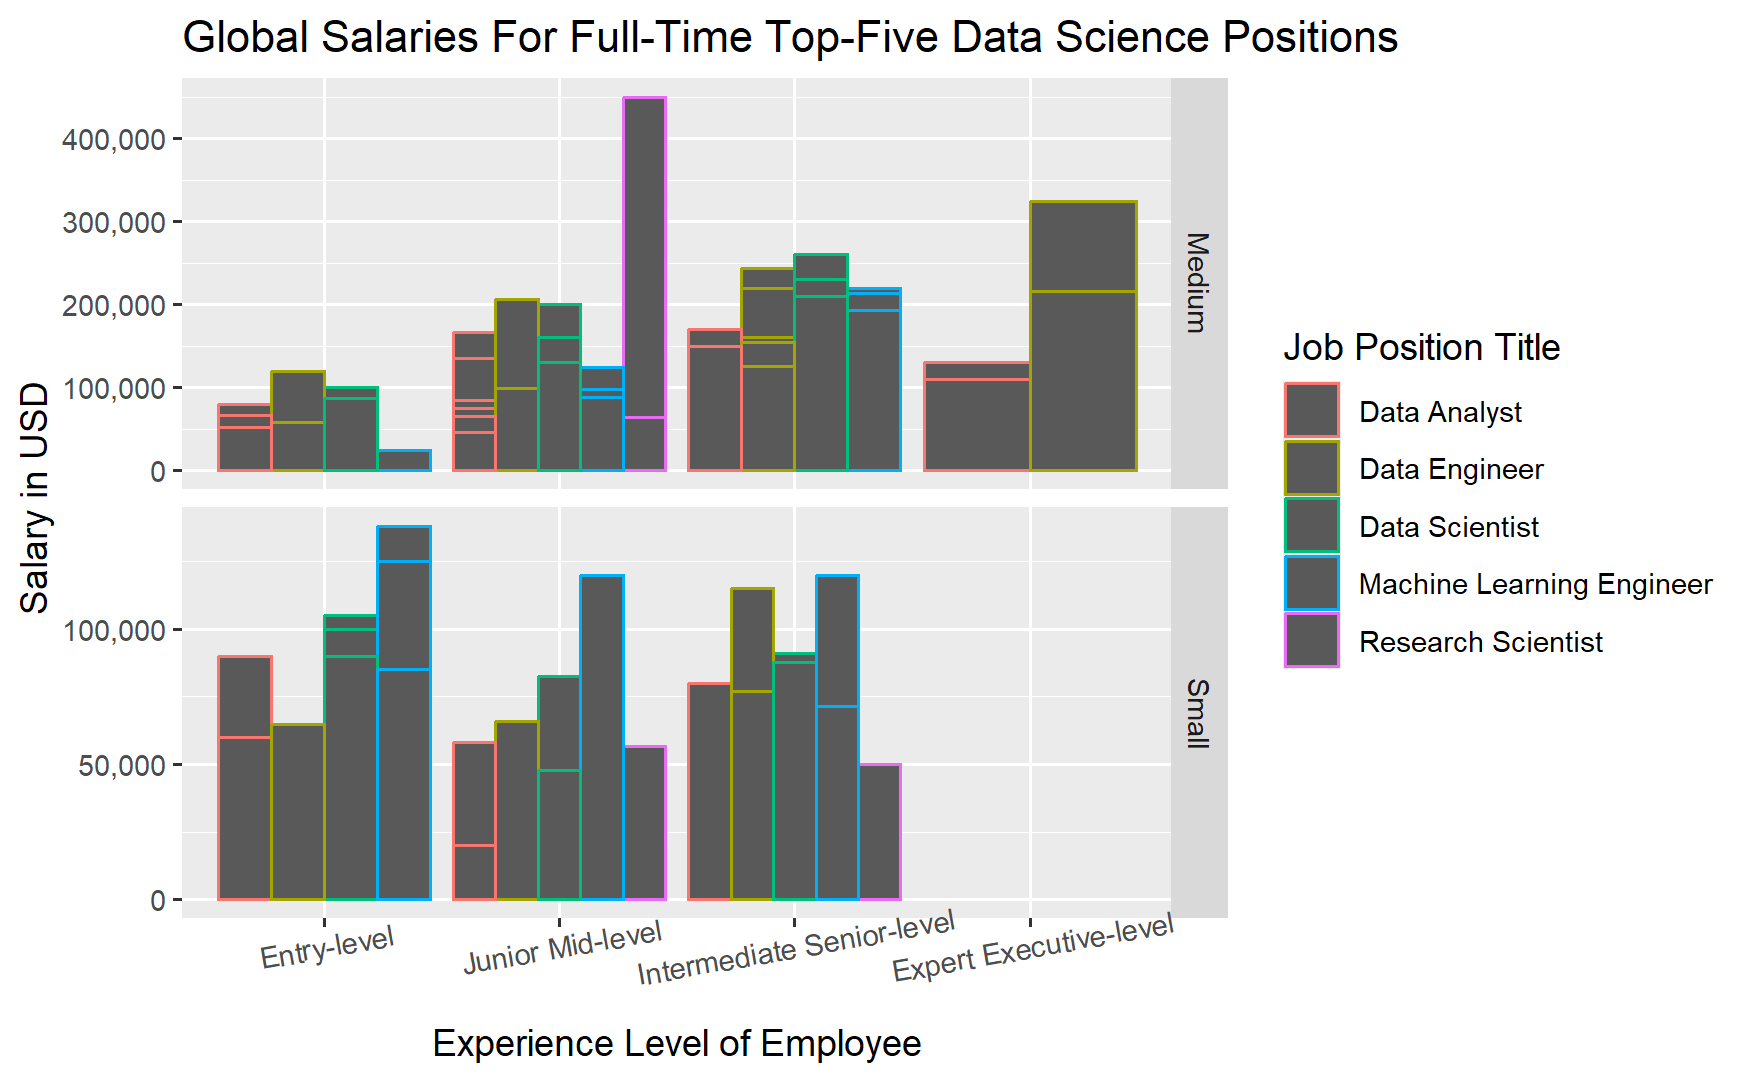 Global Salaries For Full-Time Top-Five Data Science Positions
Salary in USD
400,000
300,000
200,000
100,000
0
Medium
100,000
50,000
0
Small
Entry-level
Junior Mid-level
Intermediate Senior-level
Expert Executive-level
Experience Level of Employee
Job Position Title
Data Analyst
Data Engineer
Data Scientist
Machine Learning Engineer
Research Scientist